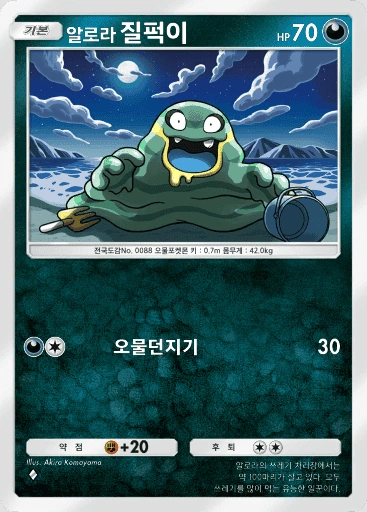 기본 알로라 질퍽이 HP 70
전국도감No. 0088 오물포켓몬 키 : 0.7m 몸무게 : 42.0kg
오물던지기 30
약점 +20 후퇴
Illus. Akira Komayama
알로라의 쓰레기 처리장에서는
약 100마리가 살고 있다. 모두
쓰레기를 많이 먹는 유능한 일꾼이다.